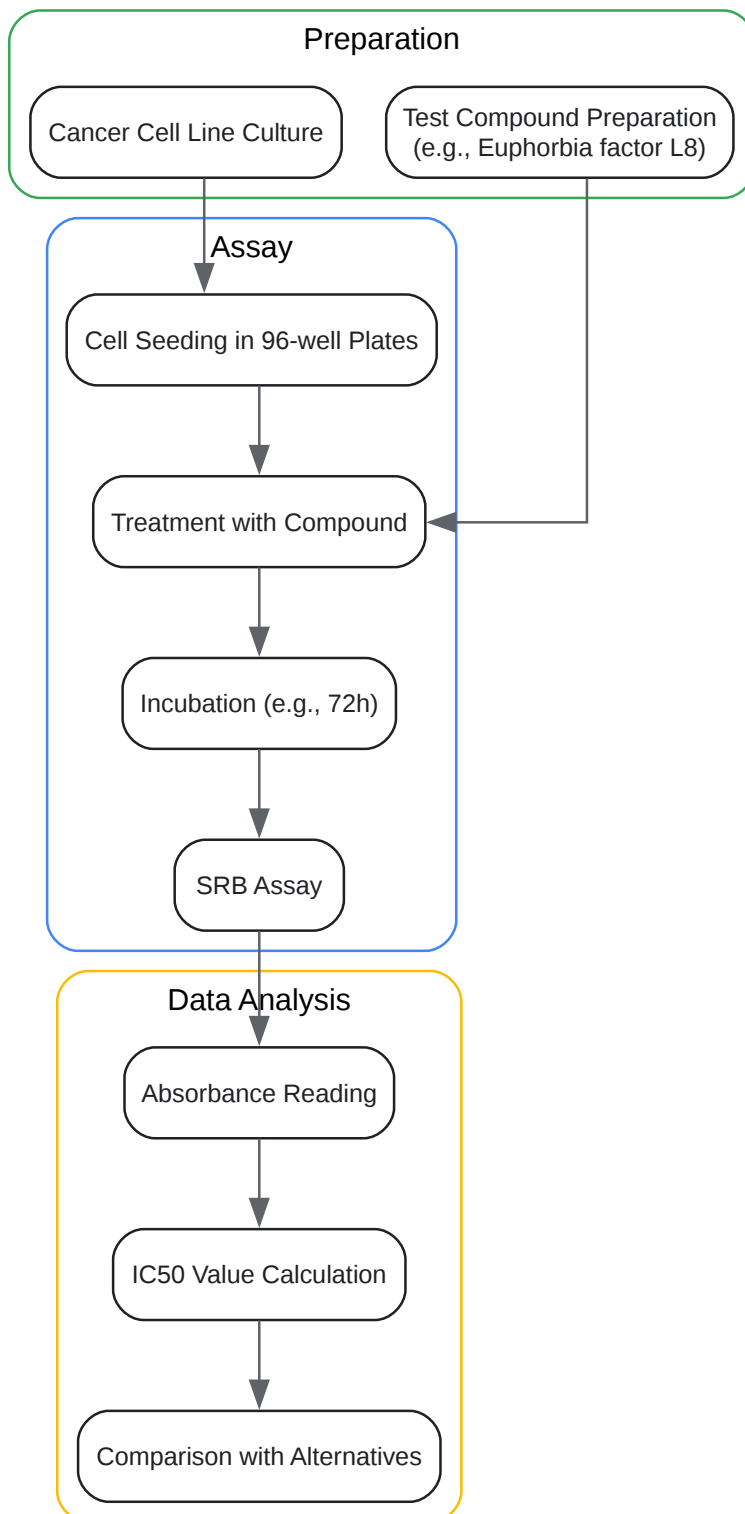 Preparation
Cancer Cell Line Culture
Test Compound Preparation
(e.g., Euphorbia factor L8)
Assay
Cell Seeding in 96-well Plates
Treatment with Compound
Incubation (e.g., 72h)
SRB Assay
Data Analysis
Absorbance Reading
IC50 Value Calculation
Comparison with Alternatives